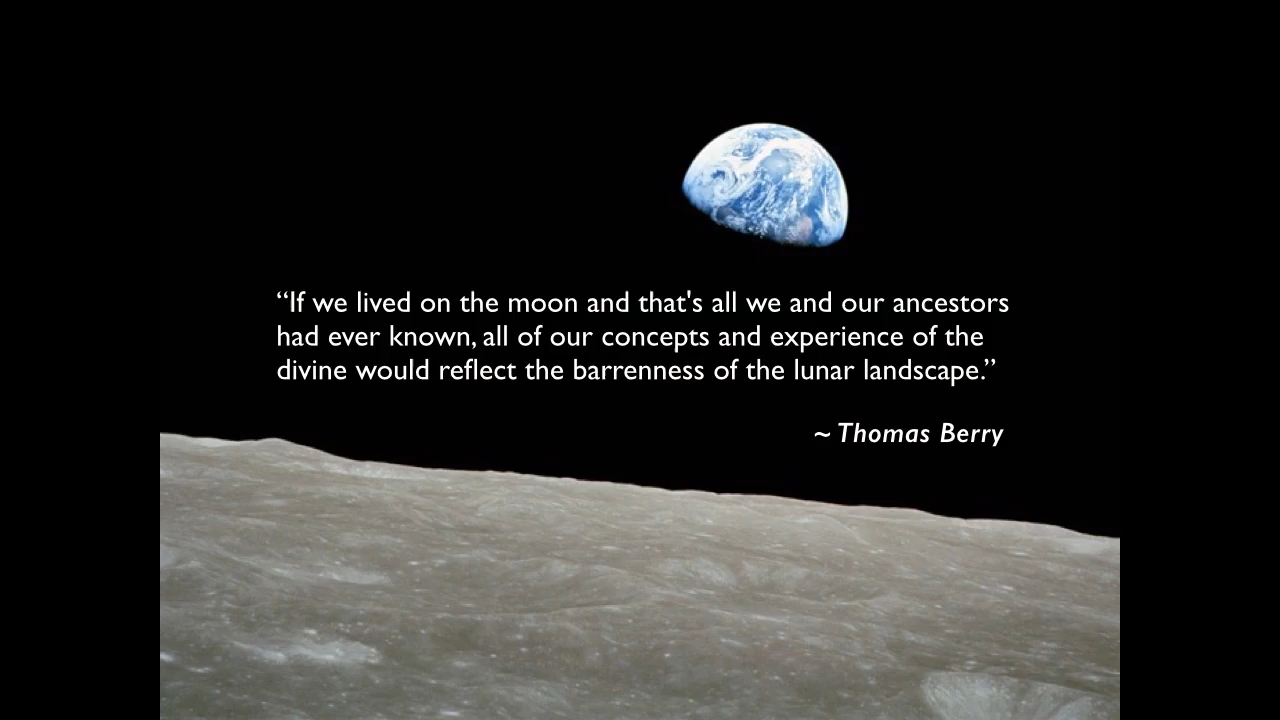 “If we lived on the moon and that's all we and our ancestors
had ever known, all of our concepts and experience of the
divine would reflect the barrenness of the lunar landscape.”
~ Thomas Berry